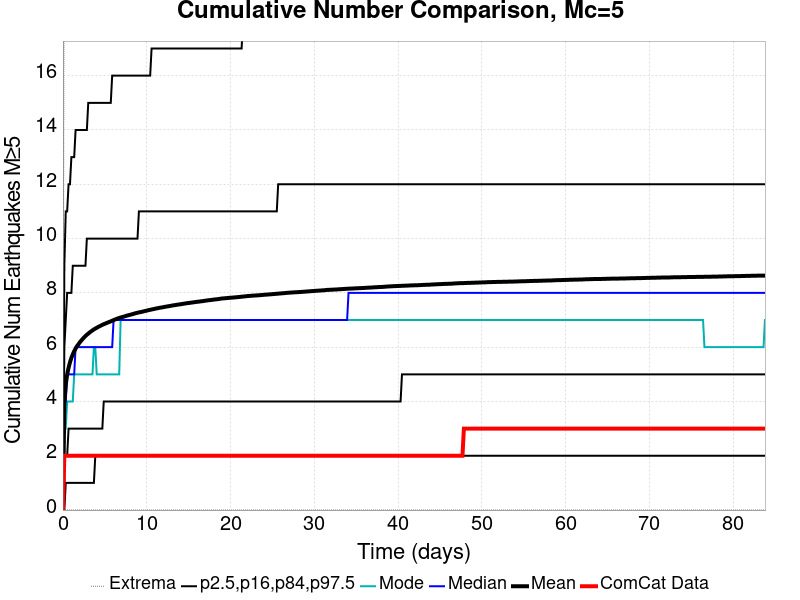 Cumulative Number Comparison, Mc=5
Cumulative Num Earthquakes M≥5
16
14
12
10
8
6
4
2
0
0 10 20 30 40 50 60 70 80
Time (days)
Extrema p2.5,p16,p84,p97.5 Mode Median Mean ComCat Data